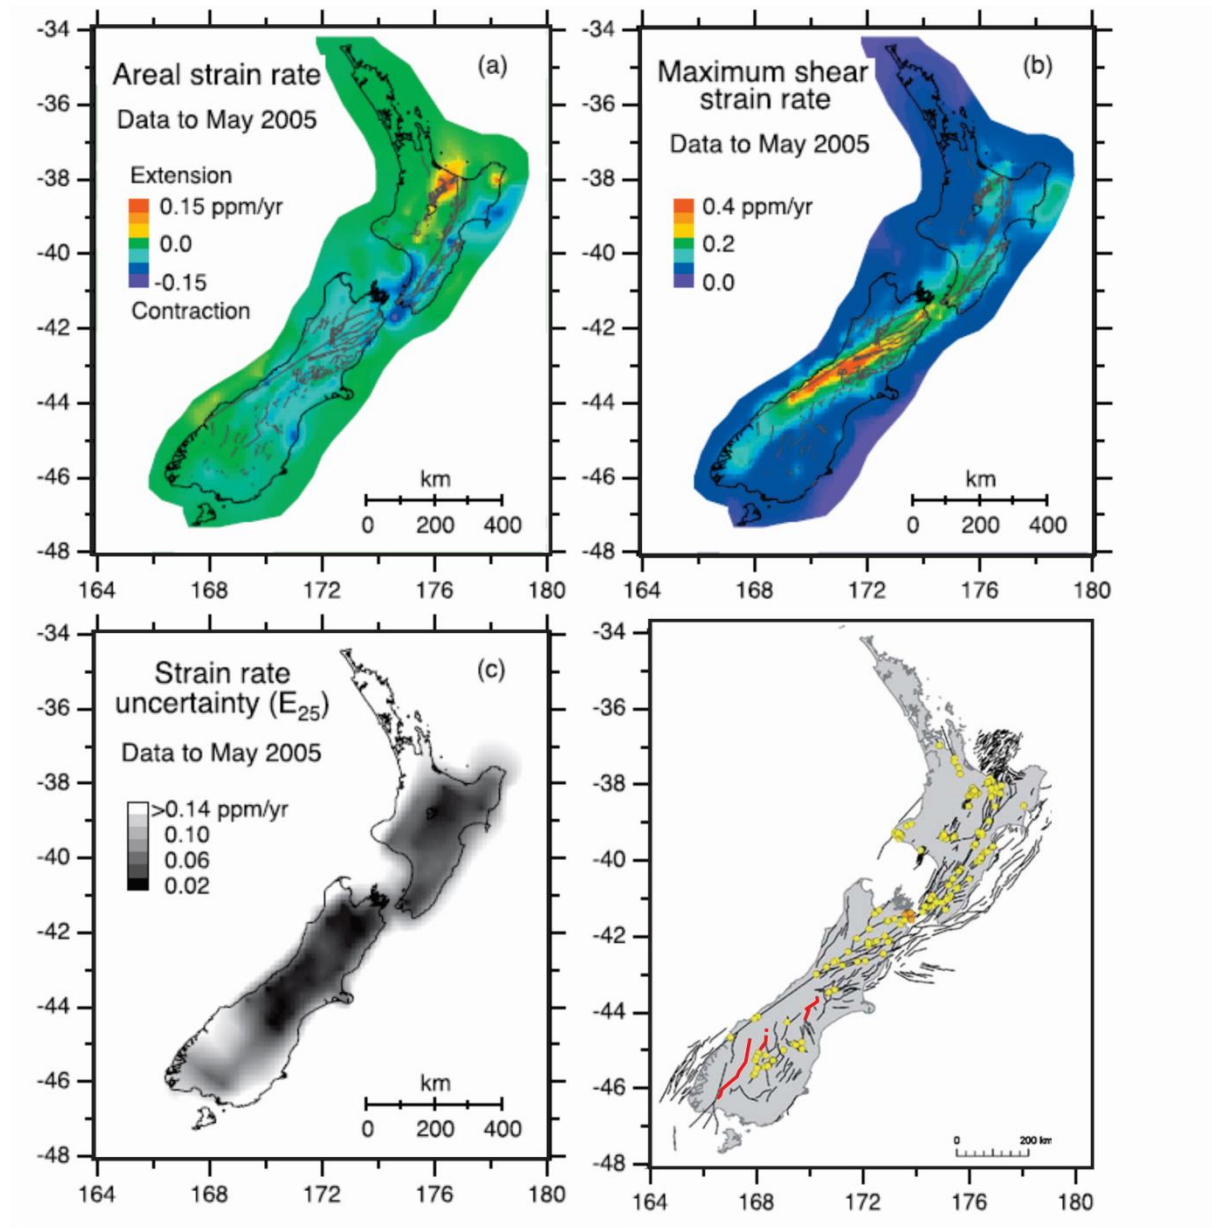 Areal strain rate
(a)
Data to May 2005
Extension
0.15 ppm/yr
0.0
-0.15
Contraction
km
0 200 400
-34
-36
-38
-40
-42
-44
-46
-48
164 168 172 176 180
Maximum shear
strain rate
(b)
Data to May 2005
0.4 ppm/yr
0.2
0.0
km
0 200 400
-34
-36
-38
-40
-42
-44
-46
-48
164 168 172 176 180
Strain rate
uncertainty (E25)
(c)
Data to May 2005
>0.14 ppm/yr
0.10
0.06
0.02
km
0 200 400
-34
-36
-38
-40
-42
-44
-46
-48
164 168 172 176 180
-34
-36
-38
-40
-42
-44
-46
-48
0 200 km
164 168 172 176 180